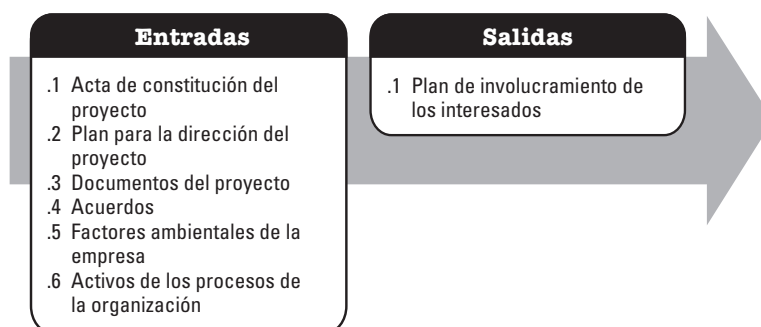 Entradas
.1 Acta de constitución del
proyecto
.2 Plan para la dirección del
proyecto
.3 Documentos del proyecto
.4 Acuerdos
.5 Factores ambientales de la
empresa
.6 Activos de los procesos de
la organización
Salidas
.1 Plan de involucramiento de
los interesados